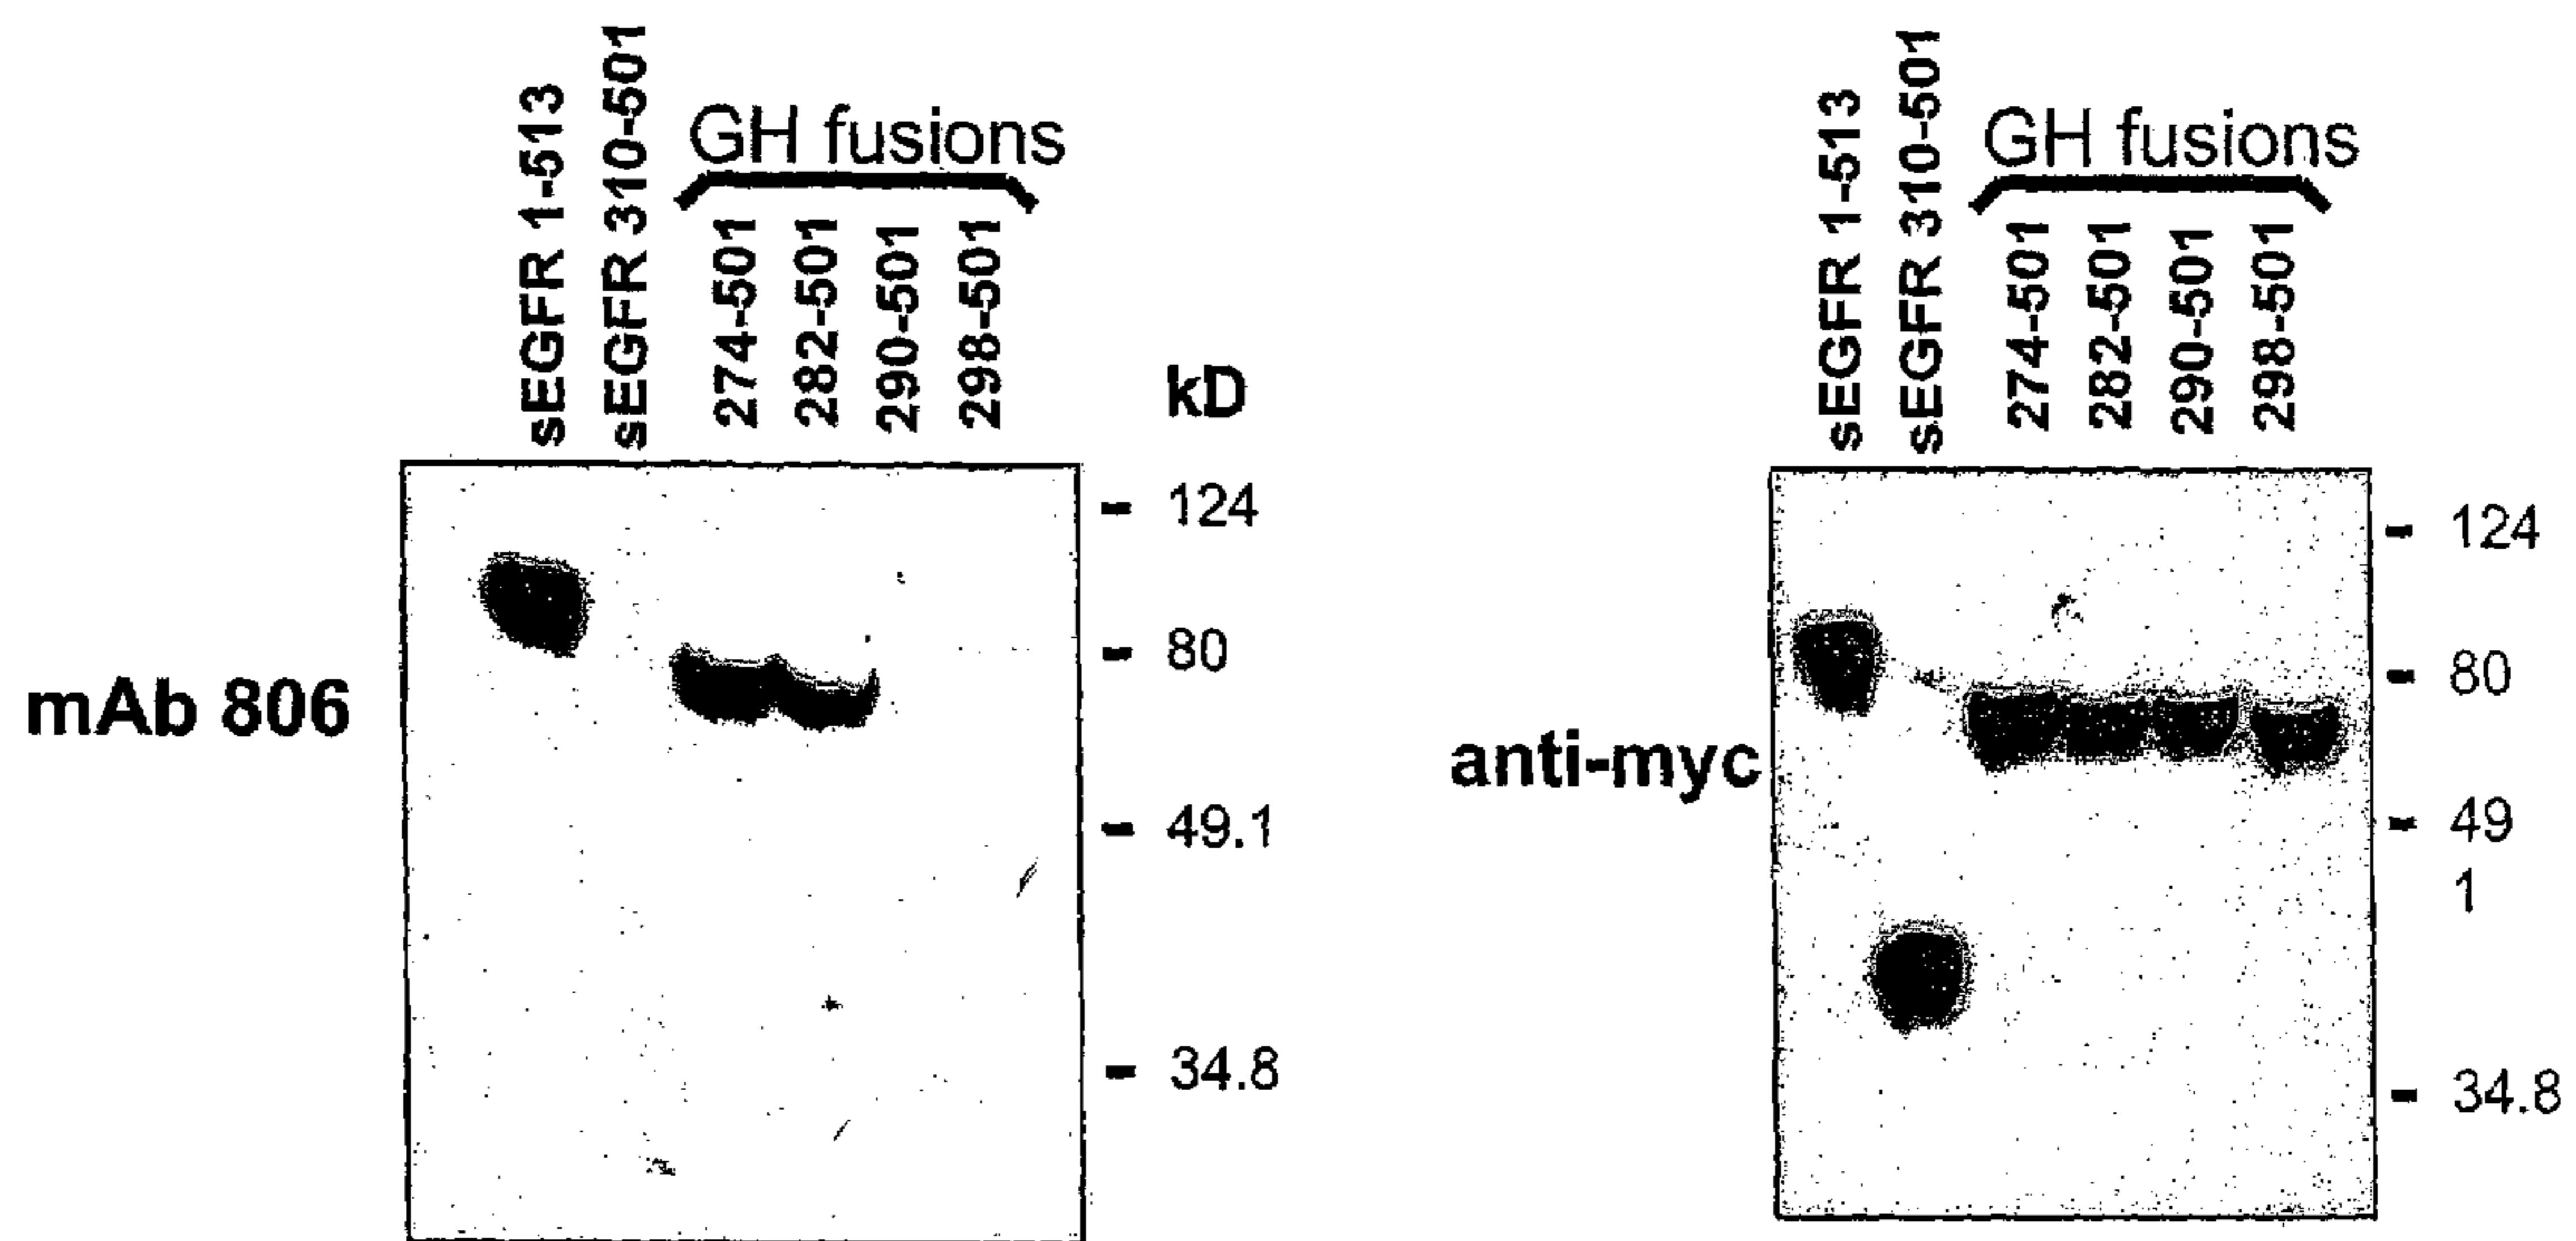 sEGFR 1-513
sEGFR 310-501
GH fusions
274-501
282-501
290-501
298-501
kD
124
80
49.1
34.8
mAb 806
sEGFR 1-513
sEGFR 310-501
GH fusions
274-501
282-501
290-501
298-501
124
80
49
1
34.8
anti-myc